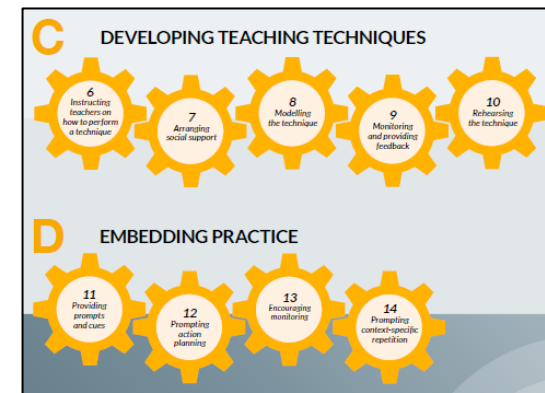 C DEVELOPING TEACHING TECHNIQUES
6
Instructing
teachers on
how to perform
a technique
7
Arranging
social support
8
Modelling
the technique
9
Monitoring
and providing
feedback
10
Rehearsing
the technique
D EMBEDDING PRACTICE
11
Providing
prompts
and cues
12
Prompting
action
planning
13
Encouraging
monitoring
14
Prompting
context-specific
repetition